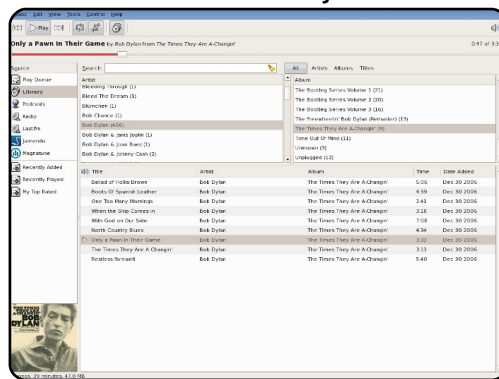 Music Edit View Tools Control Help
Play
Only a Pawn In Their Game by Bob Dylan from The Times They Are A-Changin'
0:47 of 3:3
Source
Play Queue
Library
Podcasts
Radio
Last.fm
Jamendo
Magnatune
Recently Added
Recently Played
My Top Rated
Search:
All Artists Albums Titles
Artist
Bleeding Through (1)
Bleed The Dream (1)
Blumchen (1)
Bob Chance (1)
Bob Dylan (406)
Bob Dylan & Janis Joplin (1)
Bob Dylan & Joan Baez (1)
Bob Dylan & Johnny Cash (2)
Album
The Bootleg Series Volume 1 (21)
The Bootleg Series Volume 2 (20)
The Bootleg Series Volume 3 (16)
The Freewheelin' Bob Dylan (Remaster) (13)
The Times They Are A-Changin' (9)
Time Out Of Mind (11)
Unknown (3)
Unplugged (12)
Title Artist Album Time Date Added
Ballad of Hollis Brown Bob Dylan The Times They Are A-Changin' 5:06 Dec 30 2006
Boots Of Spanish Leather Bob Dylan The Times They Are A-Changin' 4:39 Dec 30 2006
One Too Many Mornings Bob Dylan The Times They Are A-Changin' 2:41 Dec 30 2006
When the Ship Comes in Bob Dylan The Times They Are A-Changin' 3:18 Dec 30 2006
With God on Our Side Bob Dylan The Times They Are A-Changin' 7:08 Dec 30 2006
North Country Blues Bob Dylan The Times They Are A-Changin' 4:34 Dec 30 2006
Only a Pawn In Their Game Bob Dylan The Times They Are A-Changin' 3:33 Dec 30 2006
The Times They Are A Changin' Bob Dylan The Times They Are A-Changin' 3:13 Dec 30 2006
Restless Farewell Bob Dylan The Times They Are A-Changin' 5:40 Dec 30 2006
BOB
DYLAN
songs, 39 minutes, 47.0 MB